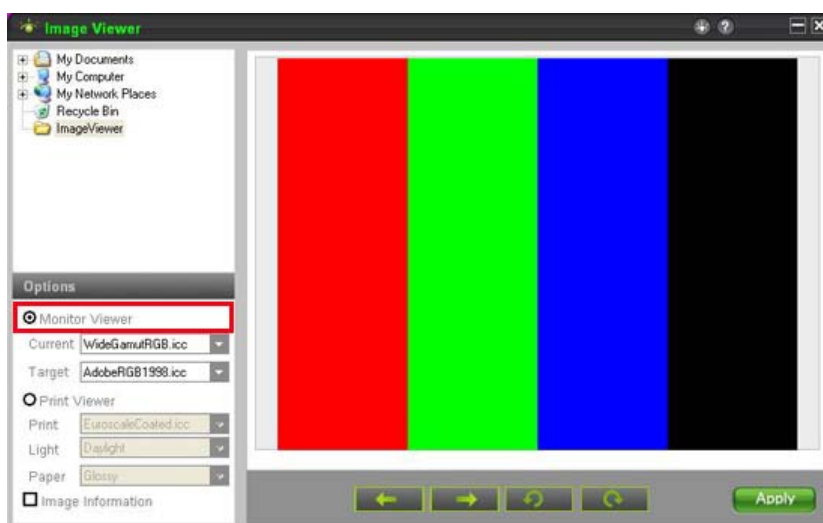 Image Viewer
My Documents
My Computer
My Network Places
Recycle Bin
ImageViewer
Options
Monitor Viewer
Current WideGamutRGB.icc
Target AdobeRGB1998.icc
Print Viewer
Print EuroscaleCoated.icc
Light Daylight
Paper Glossy
Image Information
Apply